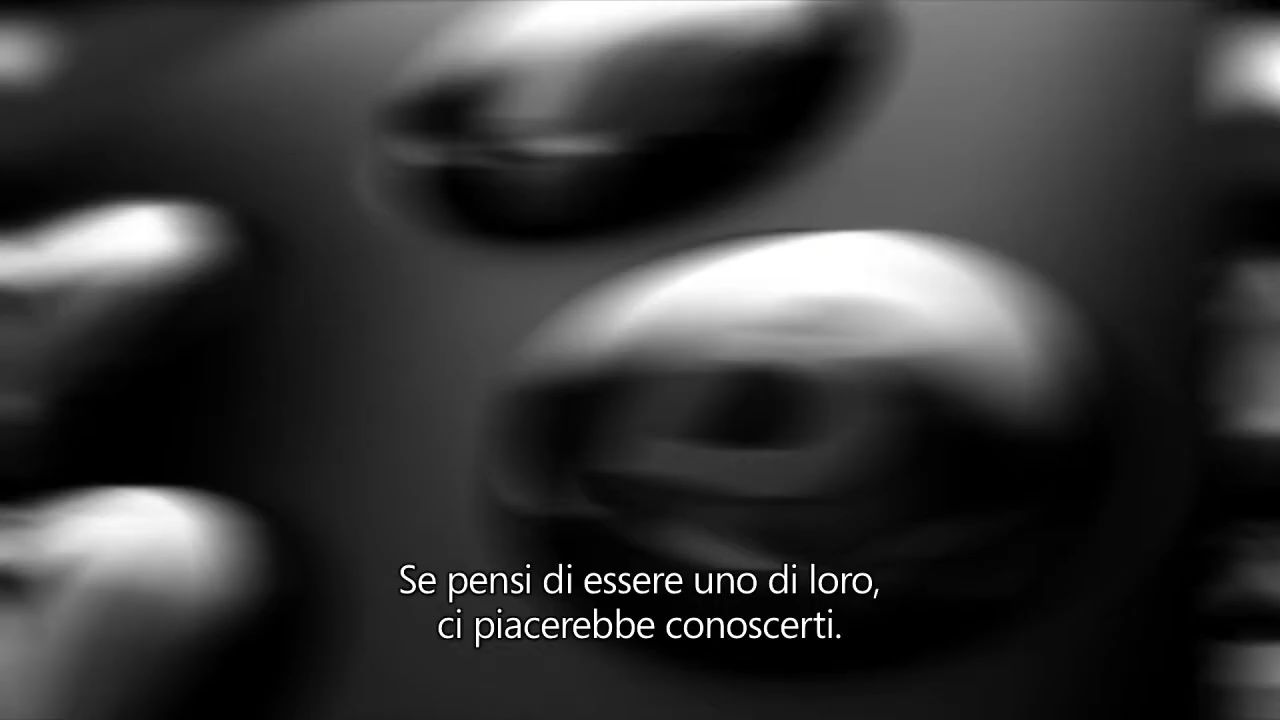 Se pensi di essere uno di loro,
ci piacerebbe conoscerti.